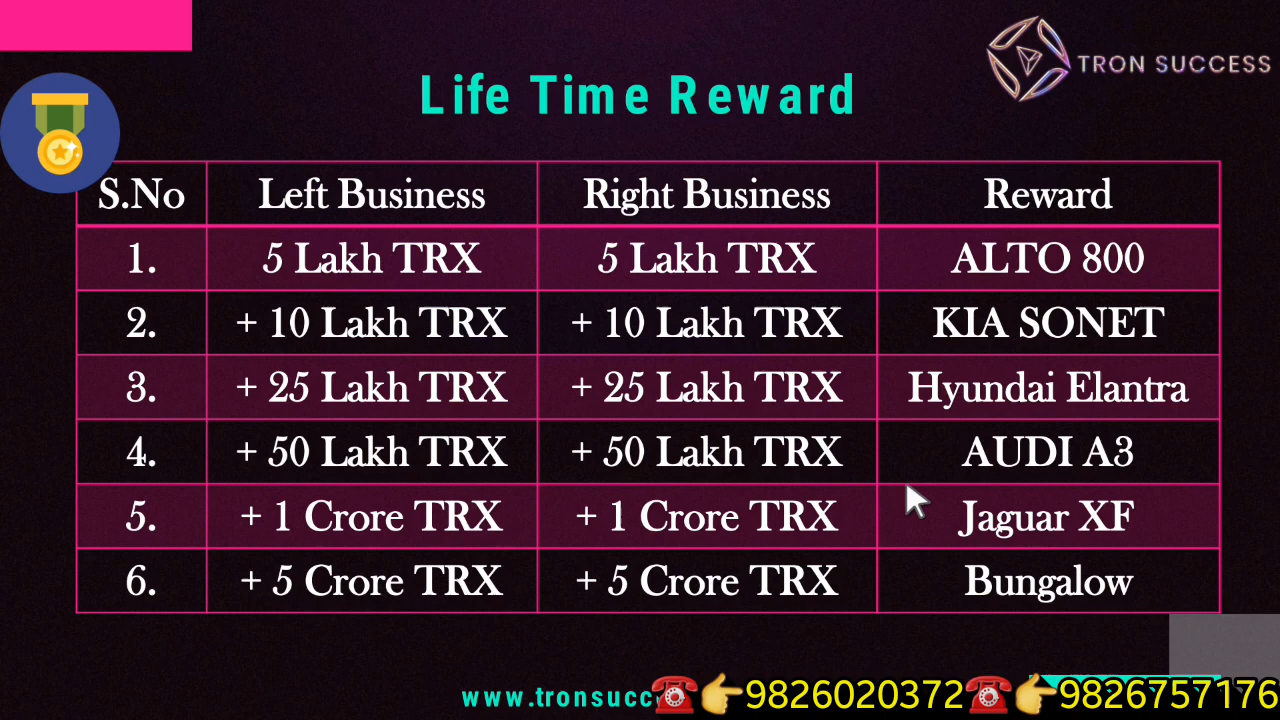 TRON SUCCESS
Life Time Reward
S.No Left Business Right Business Reward
1. 5 Lakh TRX 5 Lakh TRX ALTO 800
2. + 10 Lakh TRX + 10 Lakh TRX KIA SONET
3. + 25 Lakh TRX + 25 Lakh TRX Hyundai Elantra
4. + 50 Lakh TRX + 50 Lakh TRX AUDI A3
5. + 1 Crore TRX + 1 Crore TRX Jaguar XF
6. + 5 Crore TRX + 5 Crore TRX Bungalow
www.tronsucc ☎️👉9826020372☎️👉9826757176